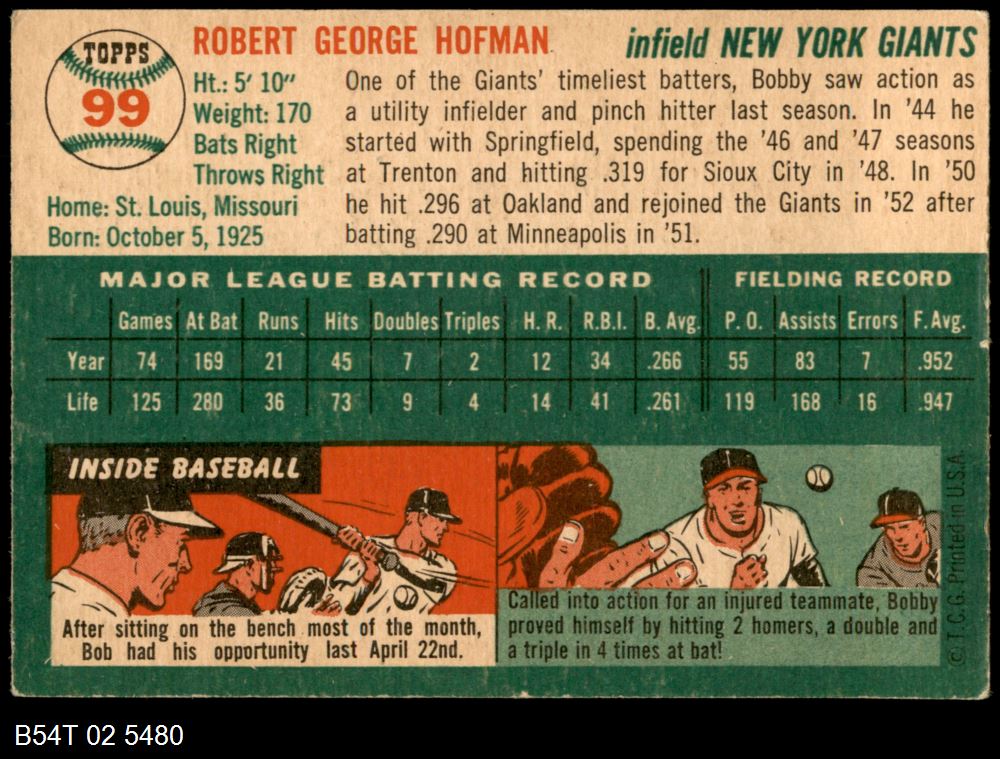 TOPPS
99
ROBERT GEORGE HOFMAN
infield NEW YORK GIANTS
Ht.: 5' 10"
Weight: 170
Bats Right
Throws Right
Home: St. Louis, Missouri
Born: October 5, 1925
One of the Giants' timeliest batters, Bobby saw action as
a utility infielder and pinch hitter last season. In '44 he
started with Springfield, spending the '46 and '47 seasons
at Trenton and hitting .319 for Sioux City in '48. In '50
he hit .296 at Oakland and rejoined the Giants in '52 after
batting .290 at Minneapolis in '51.
MAJOR LEAGUE BATTING RECORD FIELDING RECORD
Games At Bat Runs Hits Doubles Triples H. R. R.B.I. B. Avg. P. O. Assists Errors F. Avg.
Year 74 169 21 45 7 2 12 34 .266 55 83 7 .952
Life 125 280 36 73 9 4 14 41 .261 119 168 16 .947
INSIDE BASEBALL
After sitting on the bench most of the month,
Bob had his opportunity last April 22nd.
Called into action for an injured teammate, Bobby
proved himself by hitting 2 homers, a double and
a triple in 4 times at bat!
© T.C.G. Printed in U.S.A.
B54T 02 5480